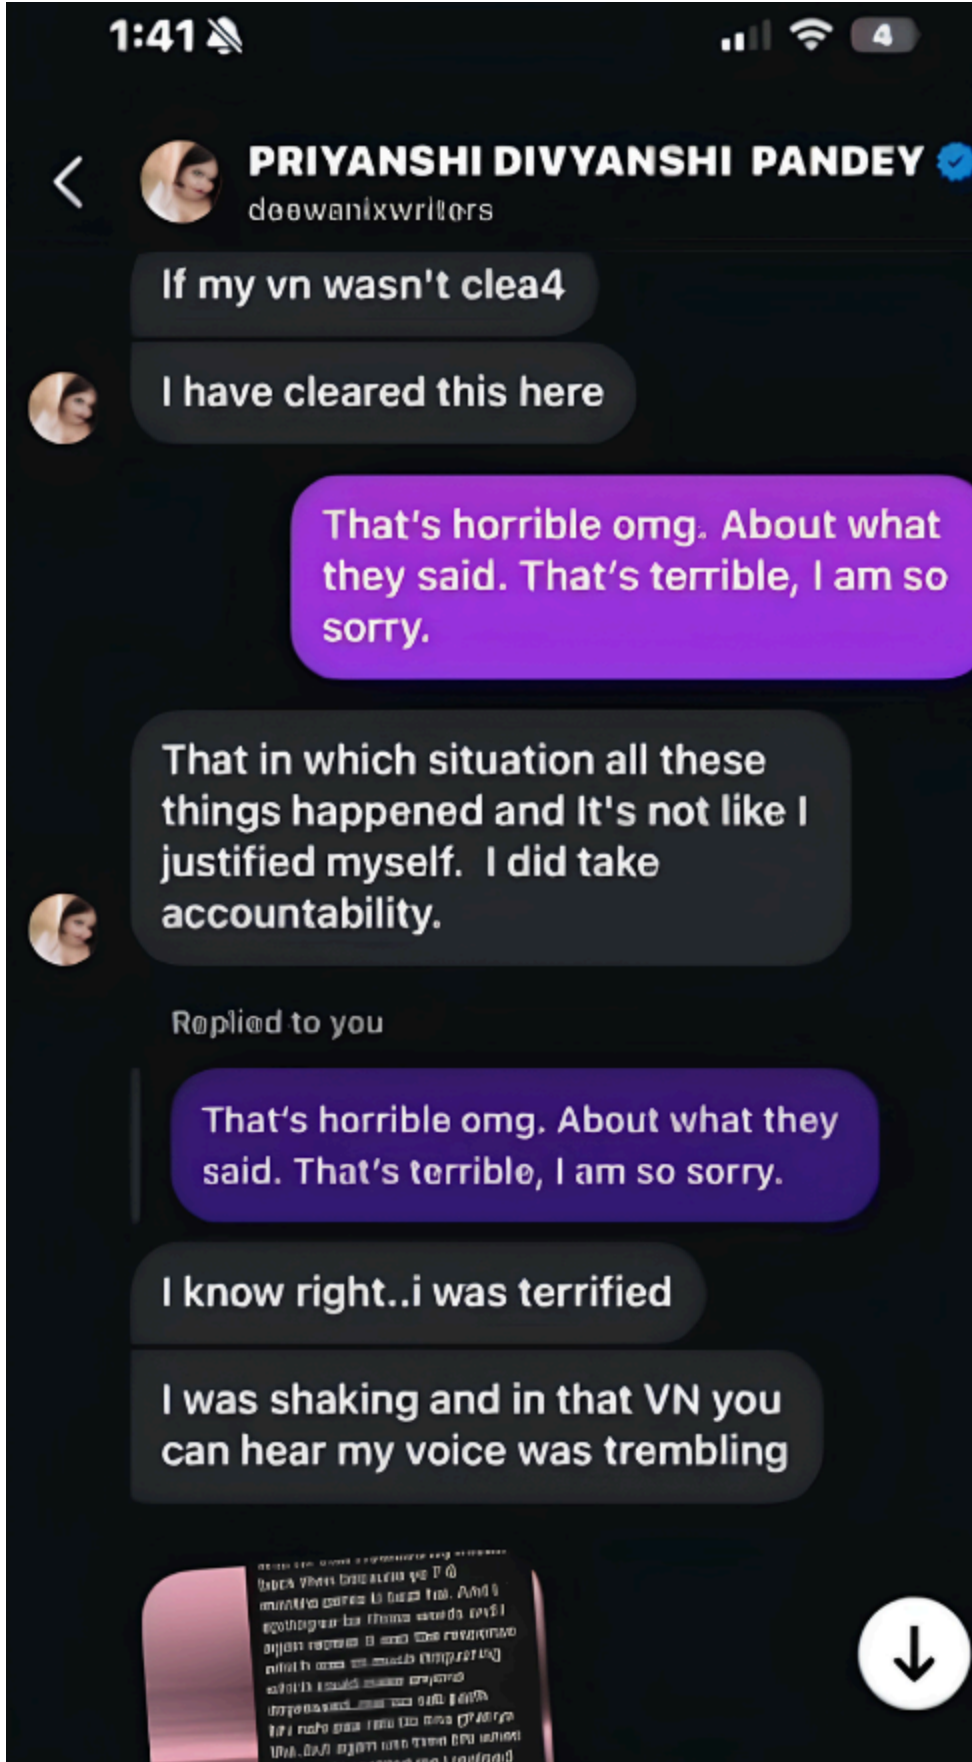 1:41
4
PRIYANSHI DIVYANSHI PANDEY
deewanixwriters
If my vn wasn't clea4
I have cleared this here
That's horrible omg. About what
they said. That's terrible, I am so
sorry.
That in which situation all these
things happened and It's not like I
justified myself. I did take
accountability.
Replied to you
That's horrible omg. About what they
said. That's terrible, I am so sorry.
I know right..i was terrified
I was shaking and in that VN you
can hear my voice was trembling